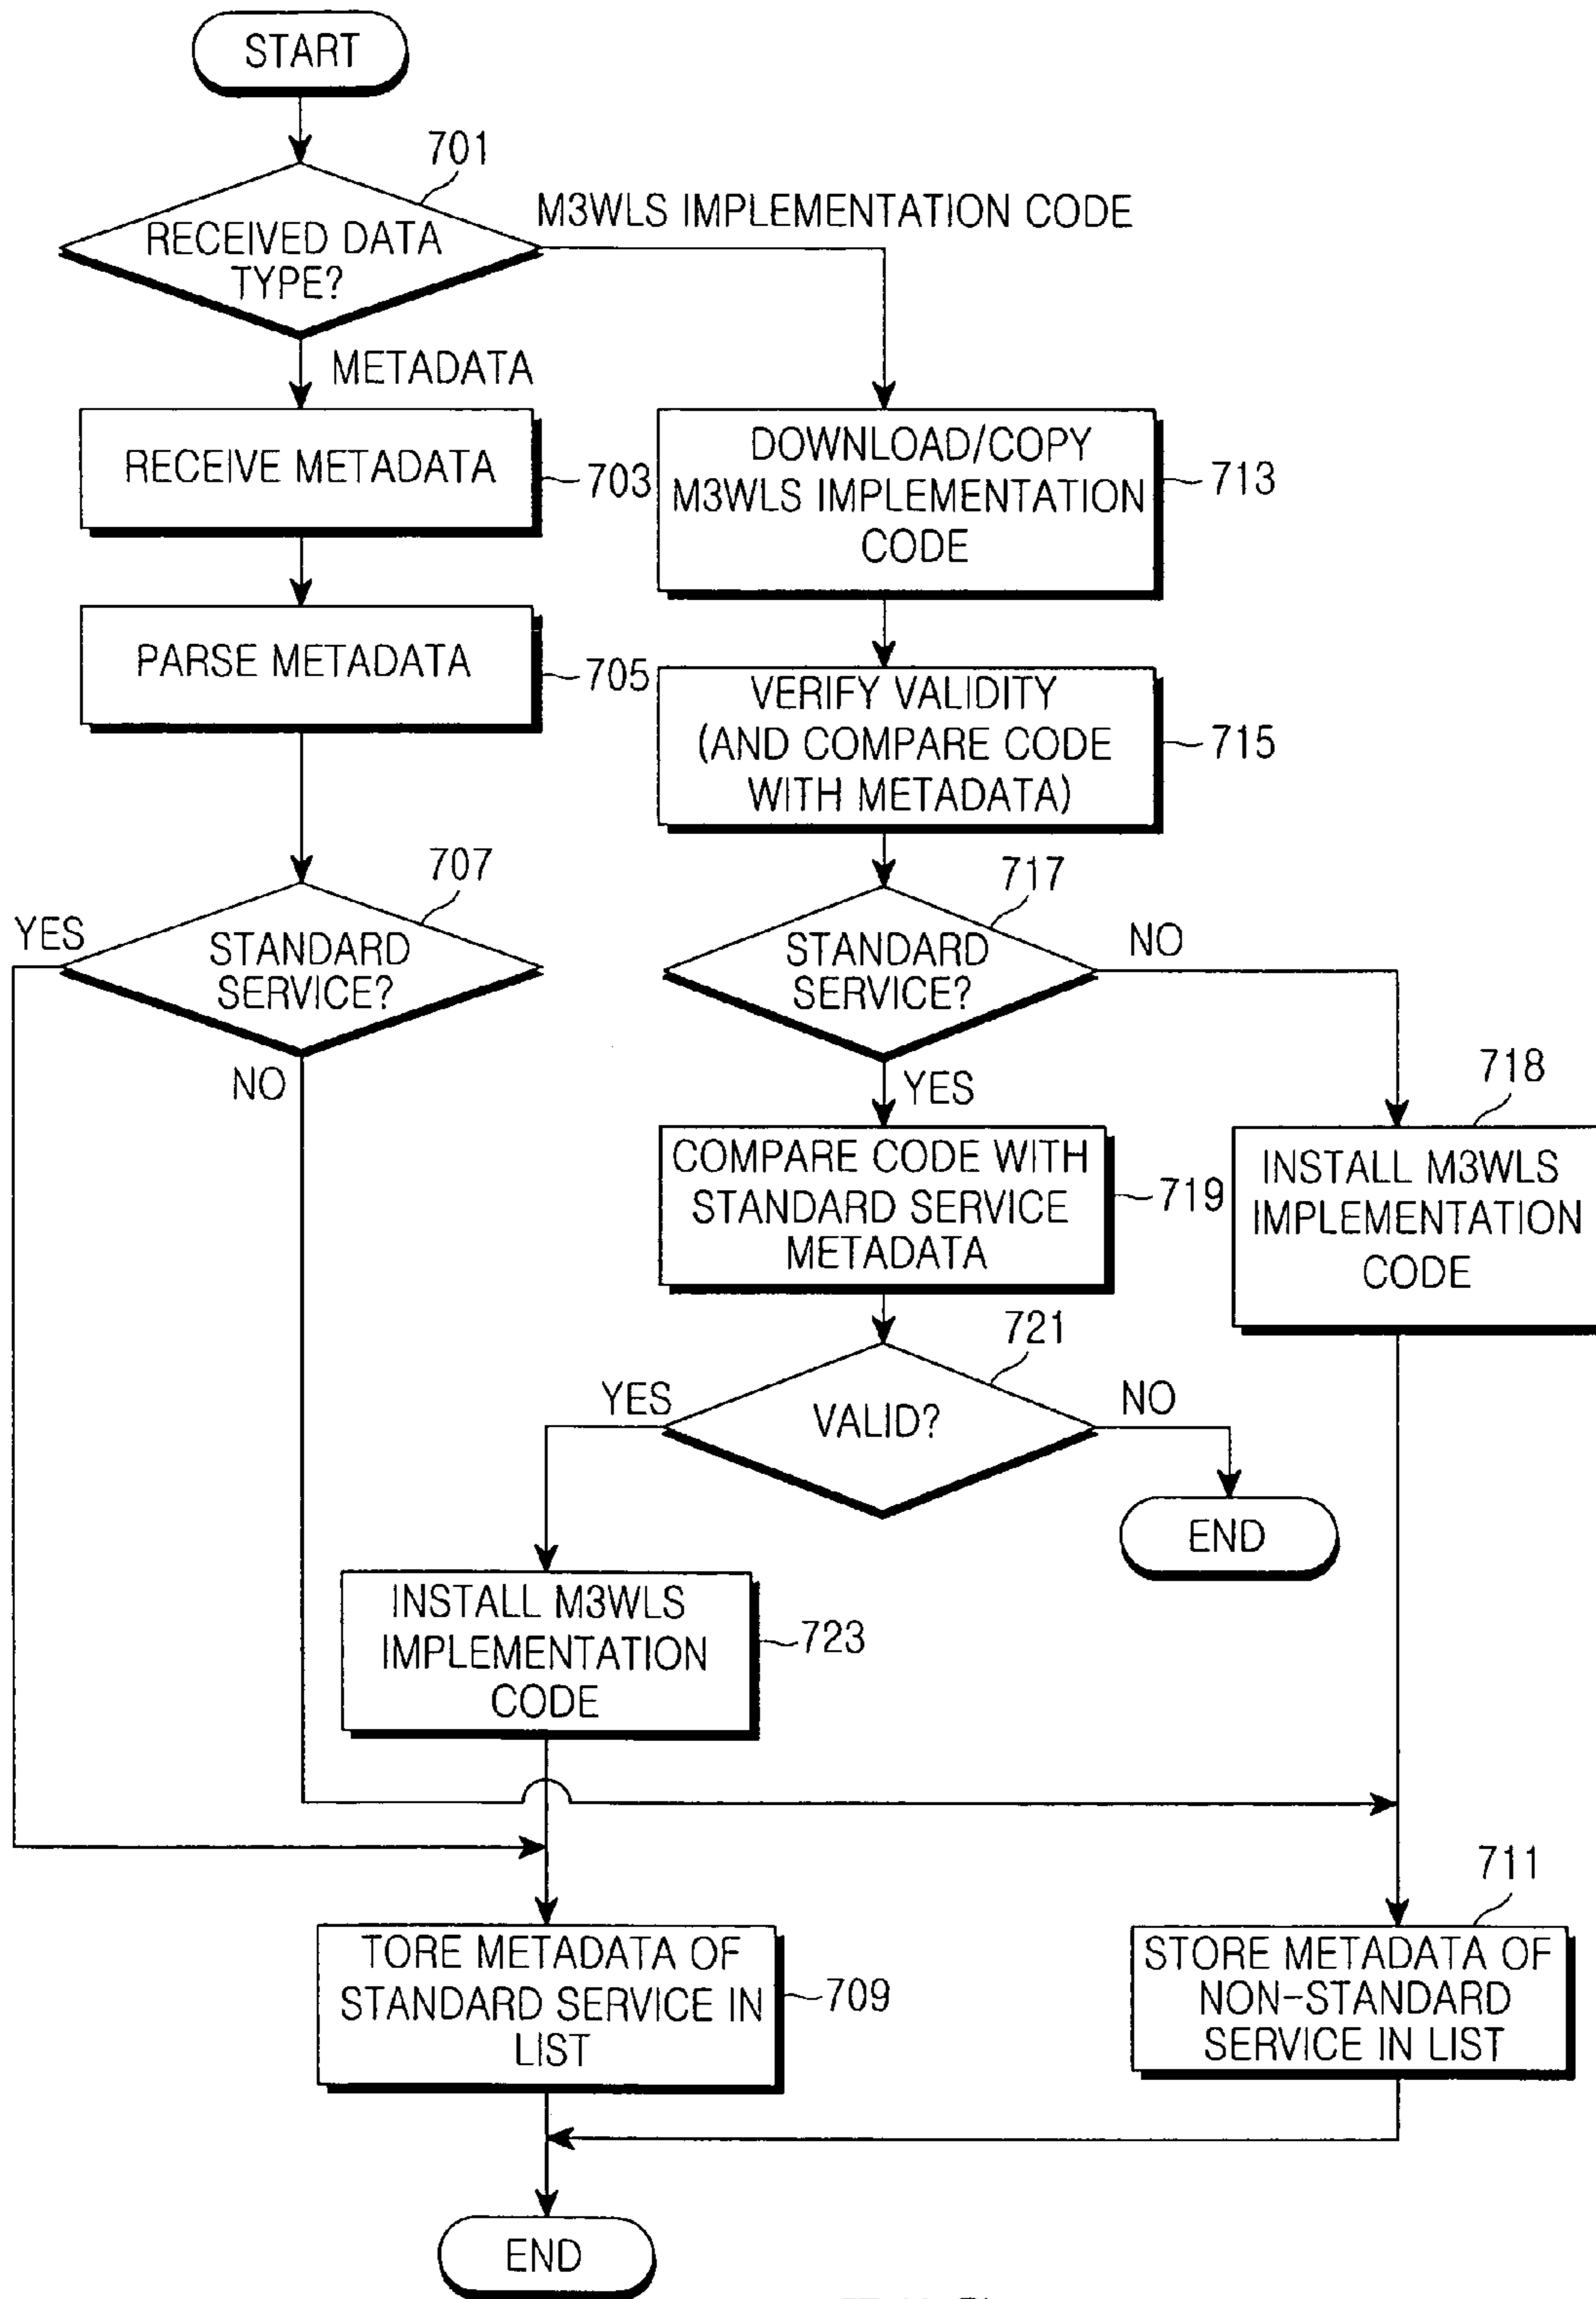 START
701
RECEIVED DATA
TYPE?
M3WLS IMPLEMENTATION CODE
METADATA
RECEIVE METADATA
703
DOWNLOAD/COPY
M3WLS IMPLEMENTATION
CODE
713
PARSE METADATA
705
VERIFY VALIDITY
(AND COMPARE CODE
WITH METADATA)
715
707
YES
STANDARD
SERVICE?
NO
717
STANDARD
SERVICE?
NO
YES
718
COMPARE CODE WITH
STANDARD SERVICE
METADATA
719
INSTALL M3WLS
IMPLEMENTATION
CODE
721
YES
VALID?
NO
END
INSTALL M3WLS
IMPLEMENTATION
CODE
723
711
TORE METADATA OF
STANDARD SERVICE IN
LIST
709
STORE METADATA OF
NON-STANDARD
SERVICE IN LIST
END